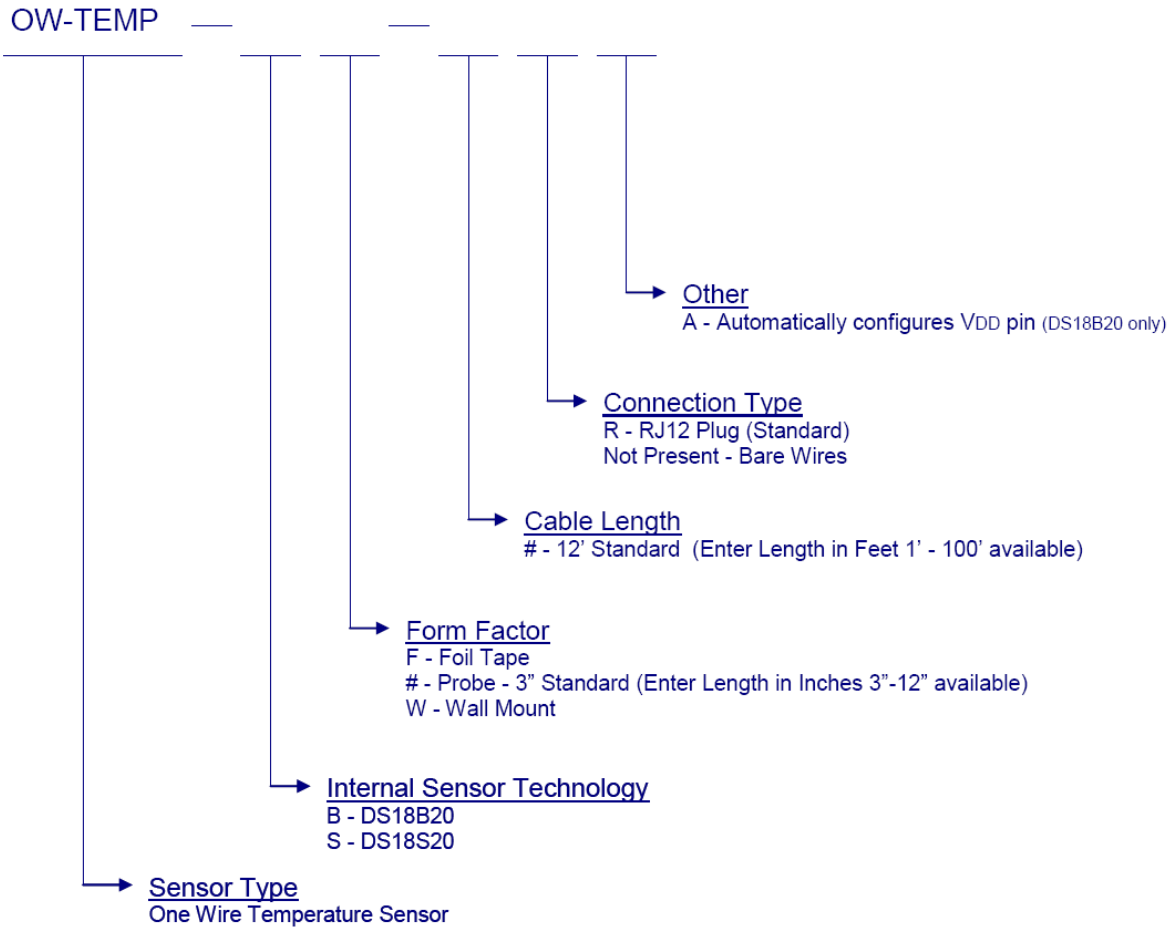 OW-TEMP — —
Other
A - Automatically configures VDD pin (DS18B20 only)
Connection Type
R - RJ12 Plug (Standard)
Not Present - Bare Wires
Cable Length
# - 12’ Standard (Enter Length in Feet 1’ - 100’ available)
Form Factor
F - Foil Tape
# - Probe - 3” Standard (Enter Length in Inches 3”-12” available)
W - Wall Mount
Internal Sensor Technology
B - DS18B20
S - DS18S20
Sensor Type
One Wire Temperature Sensor